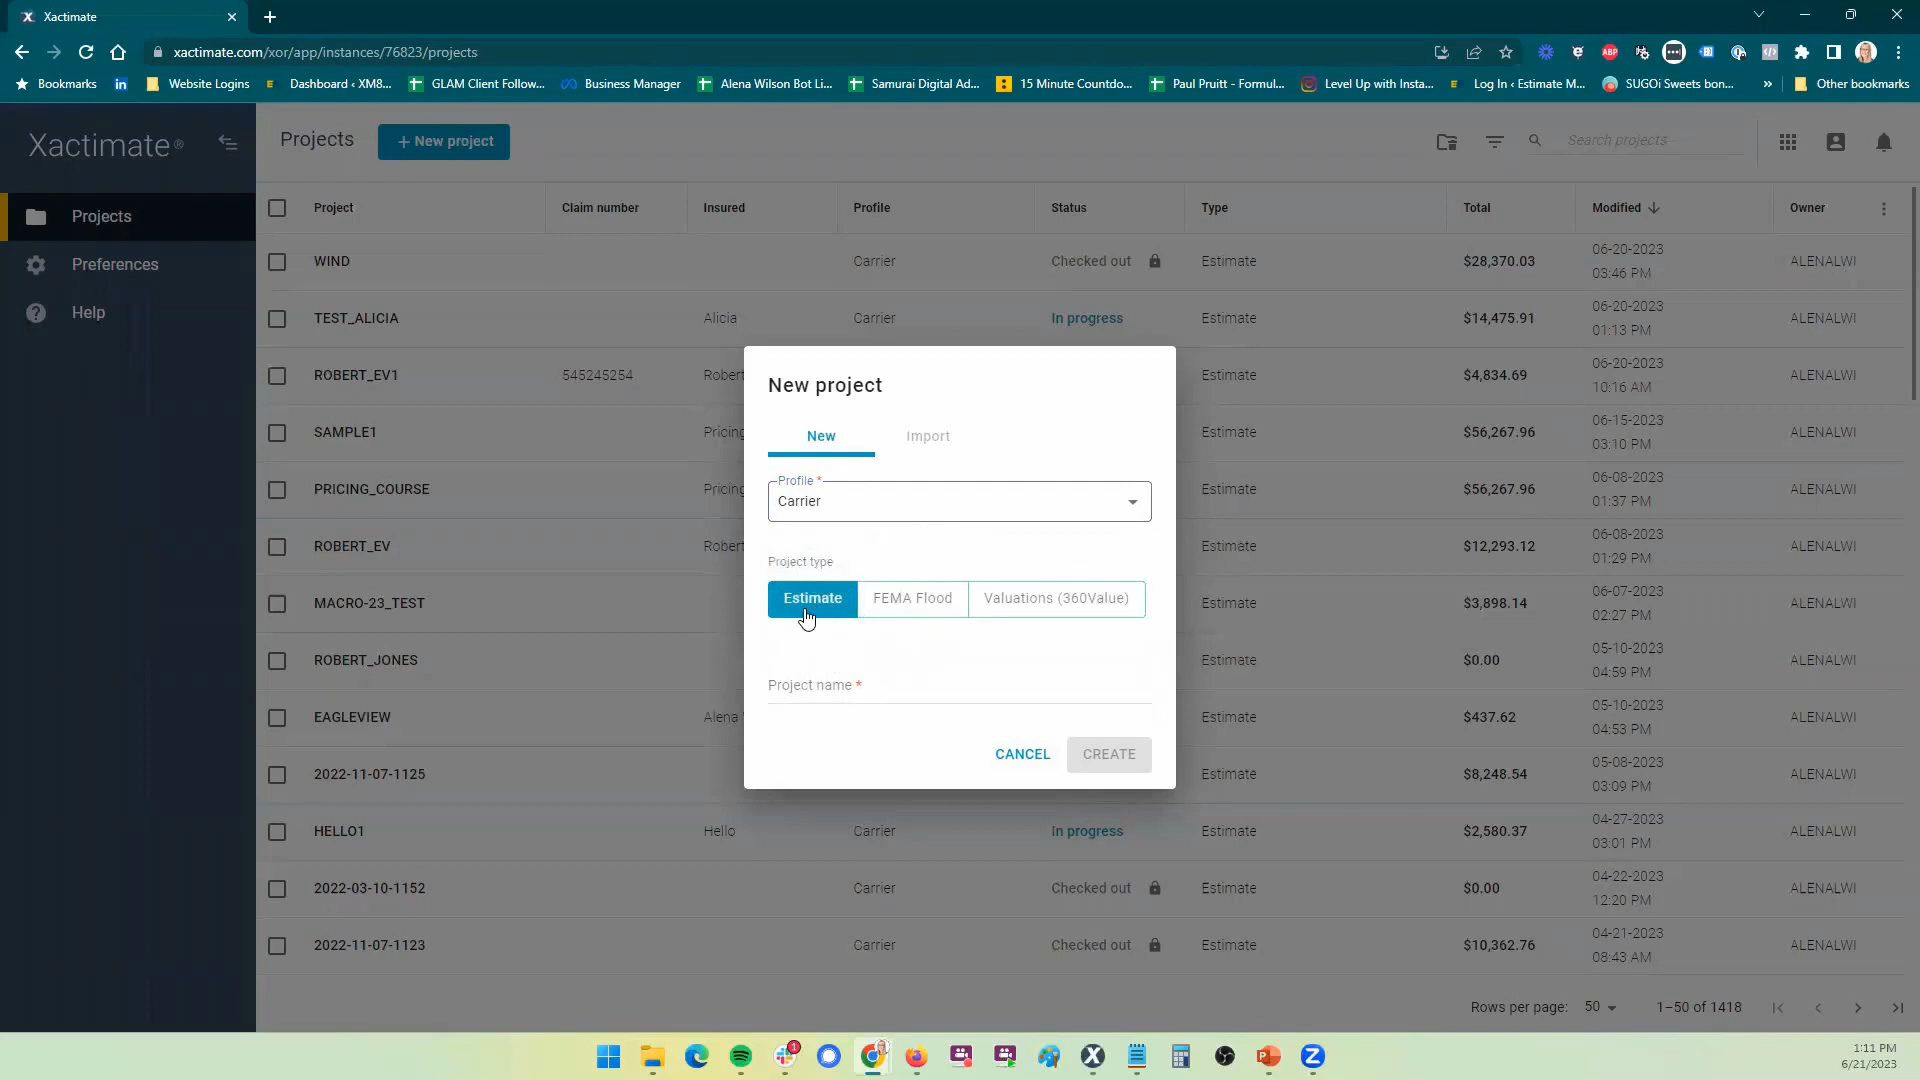 Xactimate
xactimate.com/xor/app/instances/76823/projects
Bookmarks
Website Logins
Dashboard ‹ XM8...
GLAM Client Follow...
Business Manager
Alena Wilson Bot Li...
Samurai Digital Ad...
15 Minute Countdo...
Paul Pruitt - Formul...
Level Up with Insta...
Log In ‹ Estimate M...
SUGOi Sweets bon...
»
Other bookmarks
Xactimate®
Projects
Preferences
Help
Projects
+ New project
Search projects
Project Claim number Insured Profile Status Type Total Modified Owner
WIND Carrier Checked out Estimate $28,370.03 06-20-2023 03:46 PM ALENALWI
TEST_ALICIA Alicia Carrier In progress Estimate $14,475.91 06-20-2023 01:13 PM ALENALWI
ROBERT_EV1 545245254 Robert Estimate $4,834.69 06-20-2023 10:16 AM ALENALWI
SAMPLE1 Pricing Estimate $56,267.96 06-15-2023 03:10 PM ALENALWI
PRICING_COURSE Pricing Estimate $56,267.96 06-08-2023 01:37 PM ALENALWI
ROBERT_EV Robert Estimate $12,293.12 06-08-2023 01:29 PM ALENALWI
MACRO-23_TEST Estimate $3,898.14 06-07-2023 02:27 PM ALENALWI
ROBERT_JONES Estimate $0.00 05-10-2023 04:59 PM ALENALWI
EAGLEVIEW Alena Estimate $437.62 05-10-2023 04:53 PM ALENALWI
2022-11-07-1125 Estimate $8,248.54 05-08-2023 03:09 PM ALENALWI
HELLO1 Hello Carrier In progress Estimate $2,580.37 04-27-2023 03:01 PM ALENALWI
2022-03-10-1152 Carrier Checked out Estimate $0.00 04-22-2023 12:20 PM ALENALWI
2022-11-07-1123 Carrier Checked out Estimate $10,362.76 04-21-2023 08:43 AM ALENALWI
Rows per page: 50 1–50 of 1418
New project
New Import
Profile *
Carrier
Project type
Estimate FEMA Flood Valuations (360Value)
Project name *
CANCEL CREATE
1:11 PM
6/21/2023